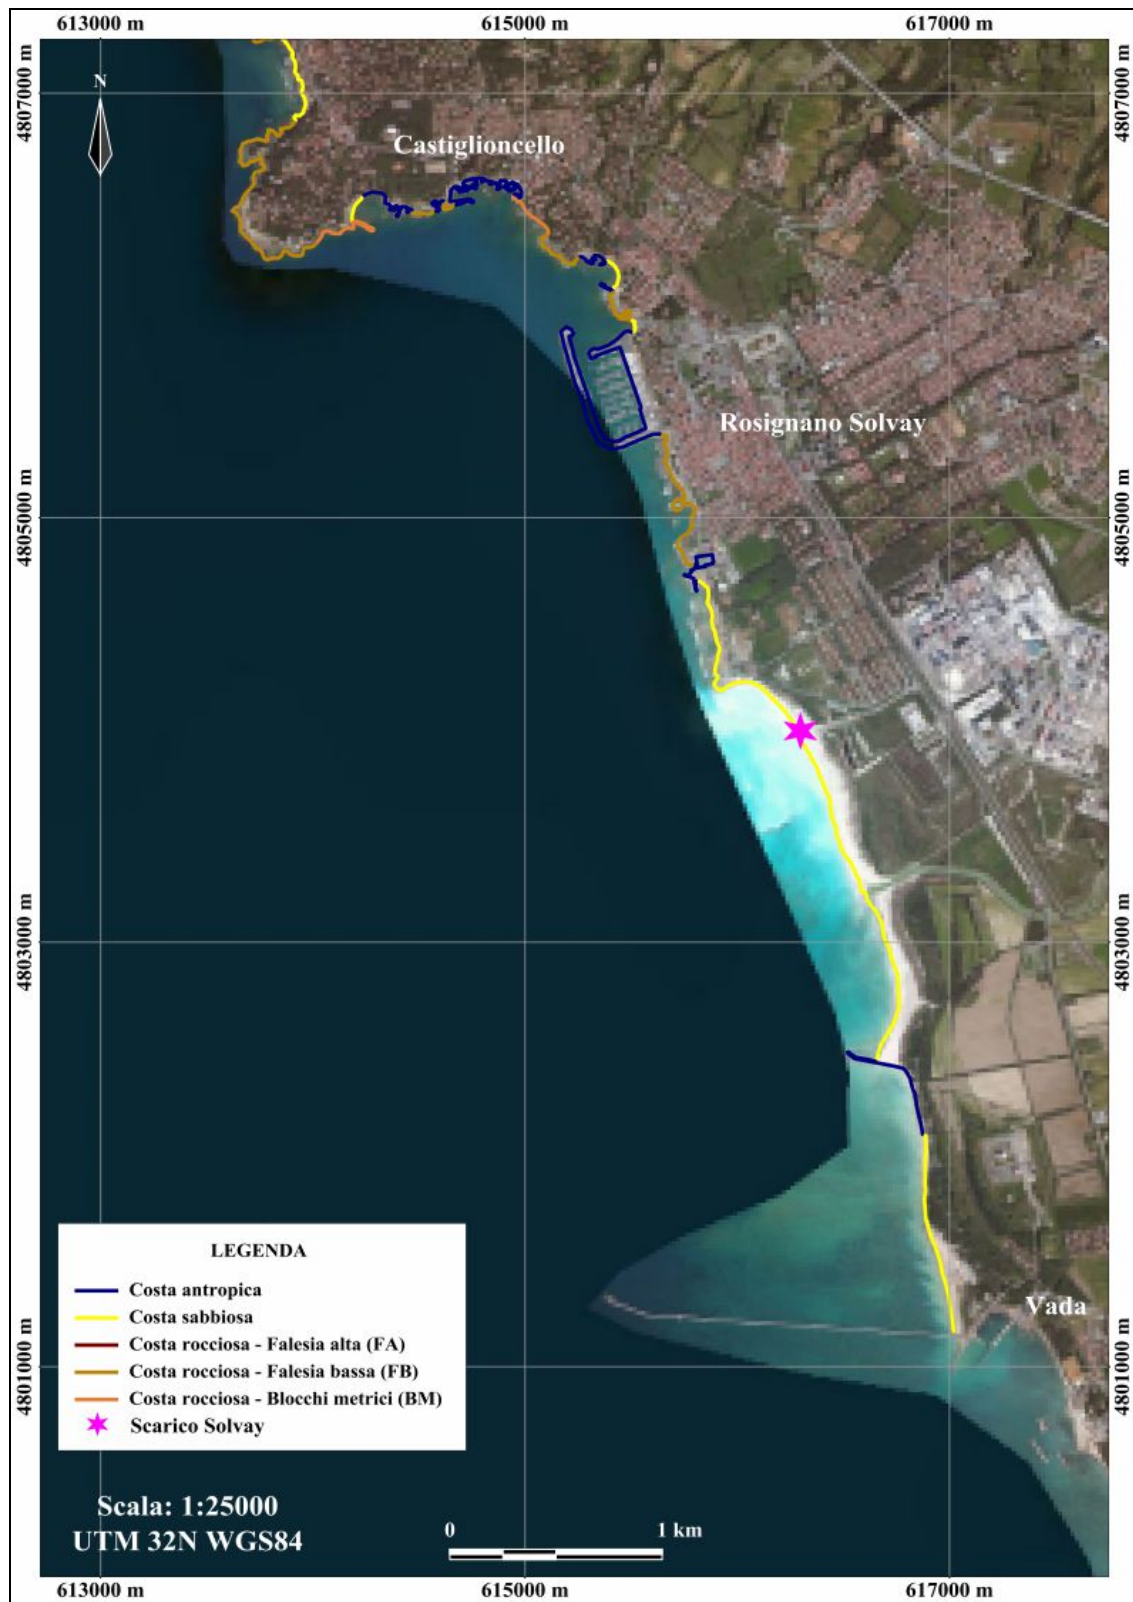 613000 m 615000 m 617000 m
4807000 m 4807000 m
N
Castiglioncello
Rosignano Solvay
4805000 m 4805000 m
4803000 m 4803000 m
Vada
4801000 m 4801000 m
LEGENDA
Costa antropica
Costa sabbiosa
Costa rocciosa - Falesia alta (FA)
Costa rocciosa - Falesia bassa (FB)
Costa rocciosa - Blocchi metrici (BM)
Scarico Solvay
Scala: 1:25000
UTM 32N WGS84
0 1 km
613000 m 615000 m 617000 m